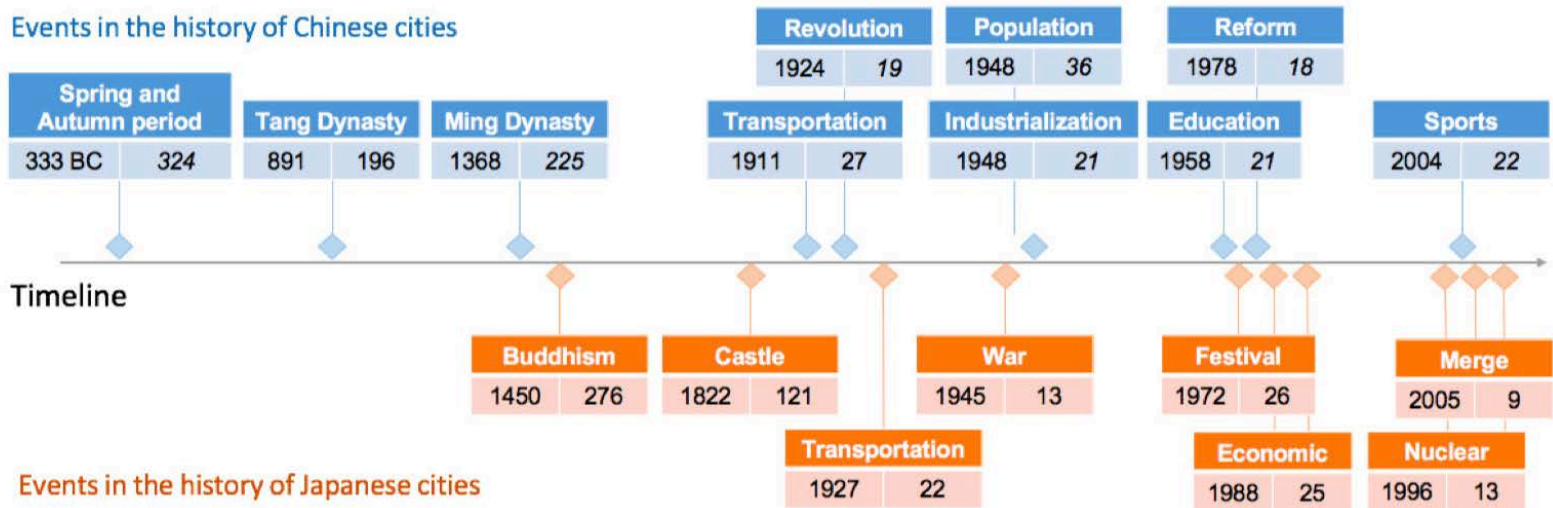 Events in the history of Chinese cities
Revolution
1924 19
Population
1948 36
Reform
1978 18
Spring and
Autumn period
333 BC 324
Tang Dynasty
891 196
Ming Dynasty
1368 225
Transportation
1911 27
Industrialization
1948 21
Education
1958 21
Sports
2004 22
Timeline
Buddhism
1450 276
Castle
1822 121
War
1945 13
Festival
1972 26
Merge
2005 9
Transportation
1927 22
Economic
1988 25
Nuclear
1996 13
Events in the history of Japanese cities